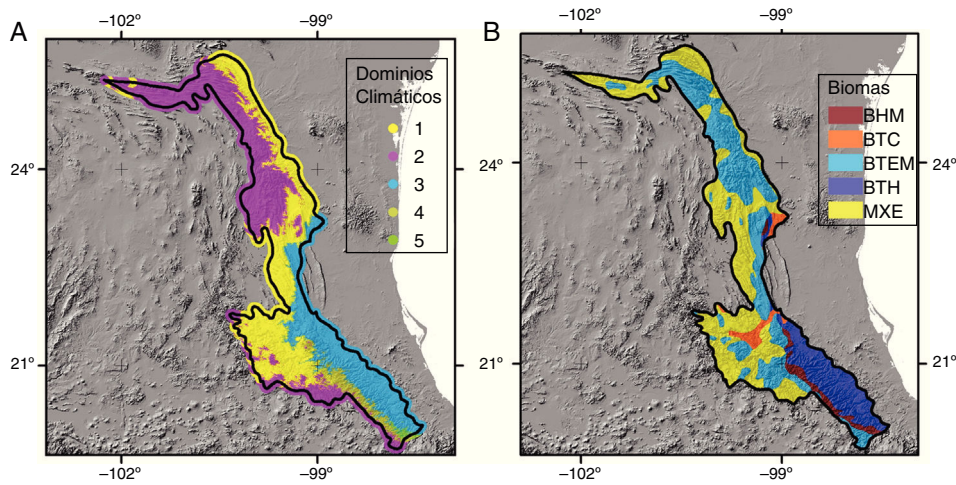 A
−102°
−99°
Dominios
Climáticos
1
2
3
4
5
24°
21°
−102°
−99°
B
−102°
−99°
Biomas
BHM
BTC
BTEM
BTH
MXE
24°
21°
−102°
−99°